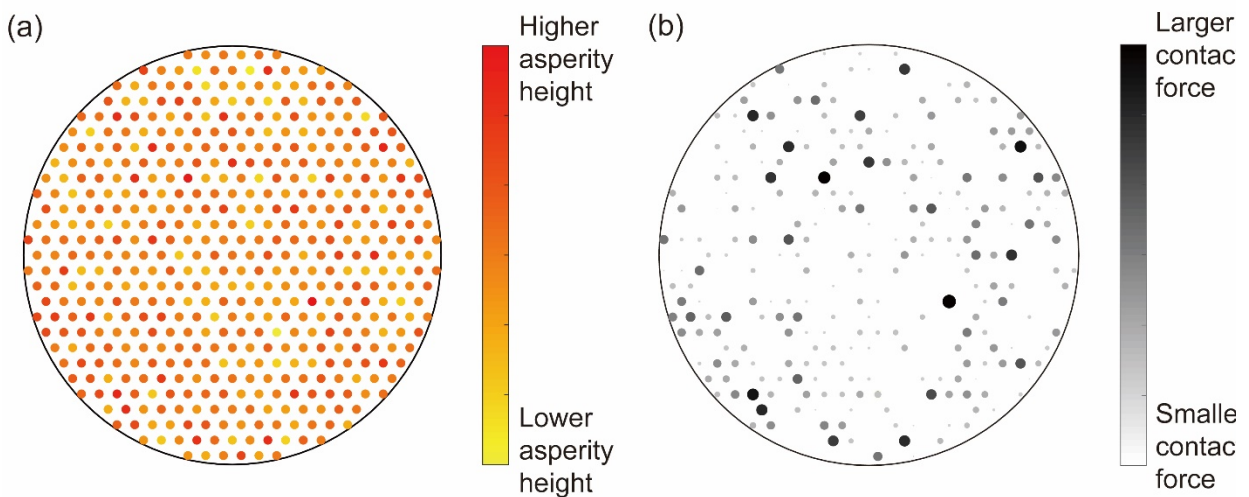 (a)
Higher
asperity
height
Lower
asperity
height
(b)
Larger
contac
force
Smalle
contac
force